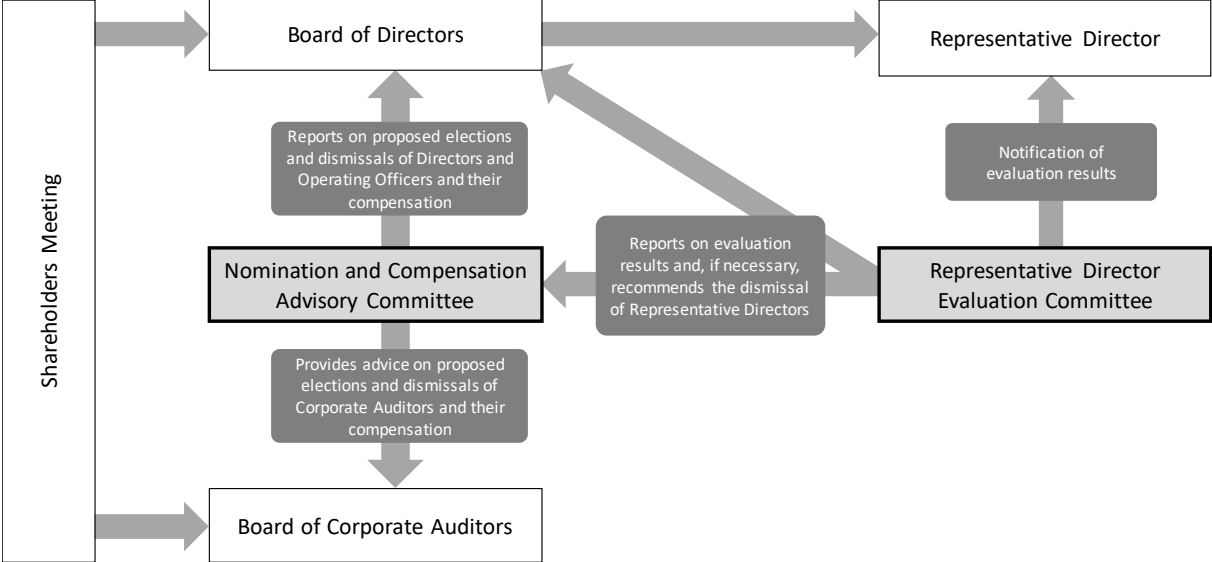 Shareholders Meeting
Board of Directors
Representative Director
Reports on proposed elections
and dismissals of Directors and
Operating Officers and their
compensation
Notification of
evaluation results
Nomination and Compensation
Advisory Committee
Reports on evaluation
results and, if necessary,
recommends the dismissal
of Representative Directors
Representative Director
Evaluation Committee
Provides advice on proposed
elections and dismissals of
Corporate Auditors and their
compensation
Board of Corporate Auditors